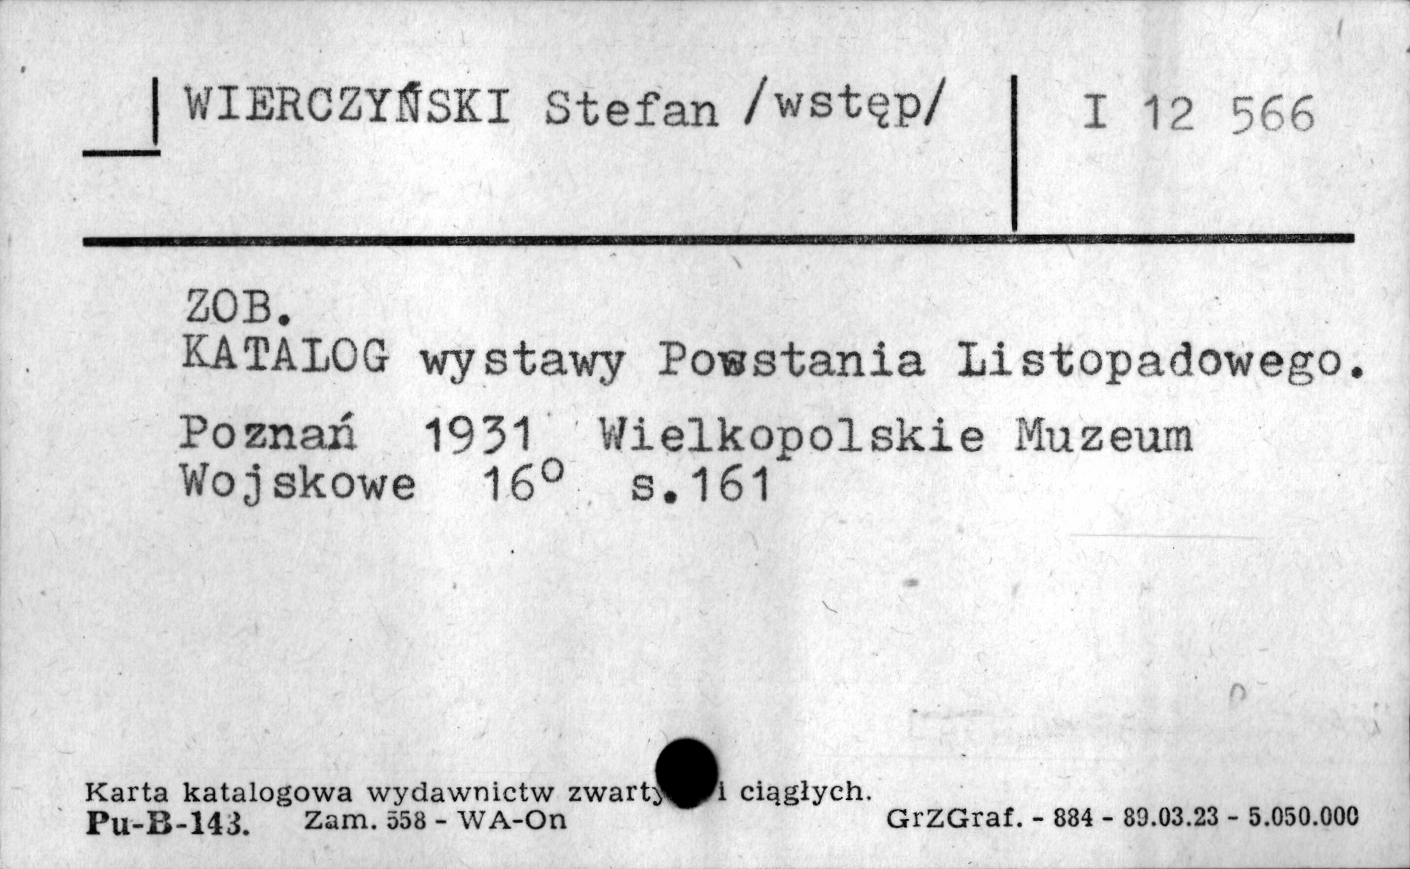 WIERCZYŃSKI Stefan /wstęp/ I 12 566
ZOB.
KATALOG wystawy Powstania Listopadowego.
Poznań 1931 Wielkopolskie Muzeum
Wojskowe 16° s.161
Karta katalogowa wydawnictw i ciągłych.
Pu-B-143. Zam. 558 - WA-On GrZGraf. - 884 - 89.03.23 - 5.050.000